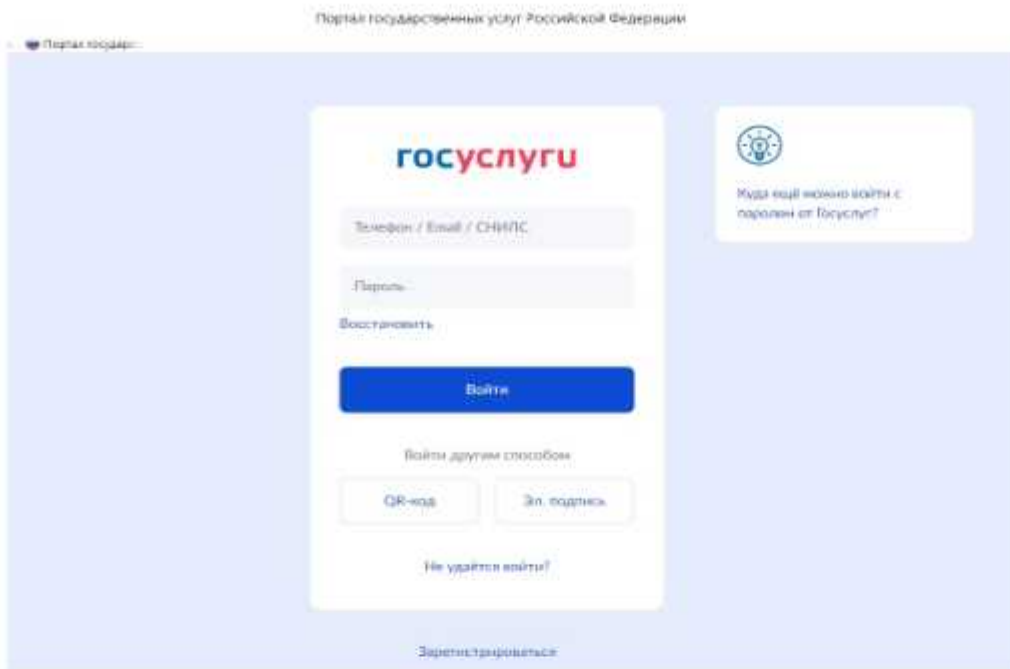 Портал государственных услуг Российской Федерации
Портал государс...
госуслуги
Куда ещё можно войти с
паролем от Госуслуг?
Телефон / Email / СНИЛС
Пароль
Восстановить
Войти
Войти другим способом
QR-код
Эл. подпись
Не удаётся войти?
Зарегистрироваться